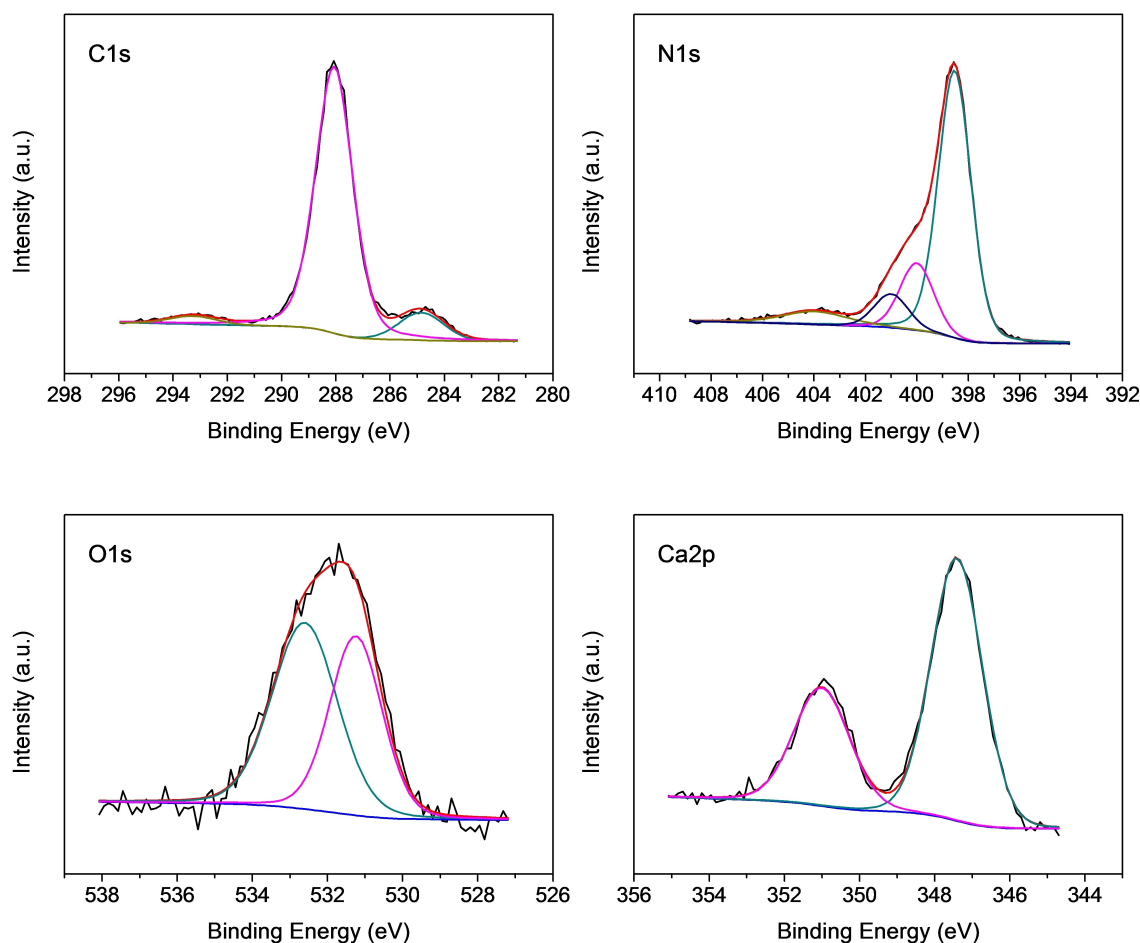 C1s
Intensity (a.u.)
298 296 294 292 290 288 286 284 282 280
Binding Energy (eV)
N1s
Intensity (a.u.)
410 408 406 404 402 400 398 396 394 392
Binding Energy (eV)
O1s
Intensity (a.u.)
538 536 534 532 530 528 526
Binding Energy (eV)
Ca2p
Intensity (a.u.)
356 354 352 350 348 346 344
Binding Energy (eV)